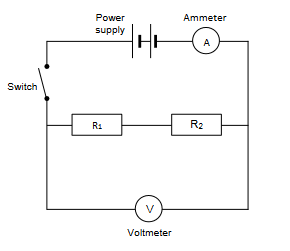 Power
supply
Ammeter
A
Switch
R1
R2
V
Voltmeter